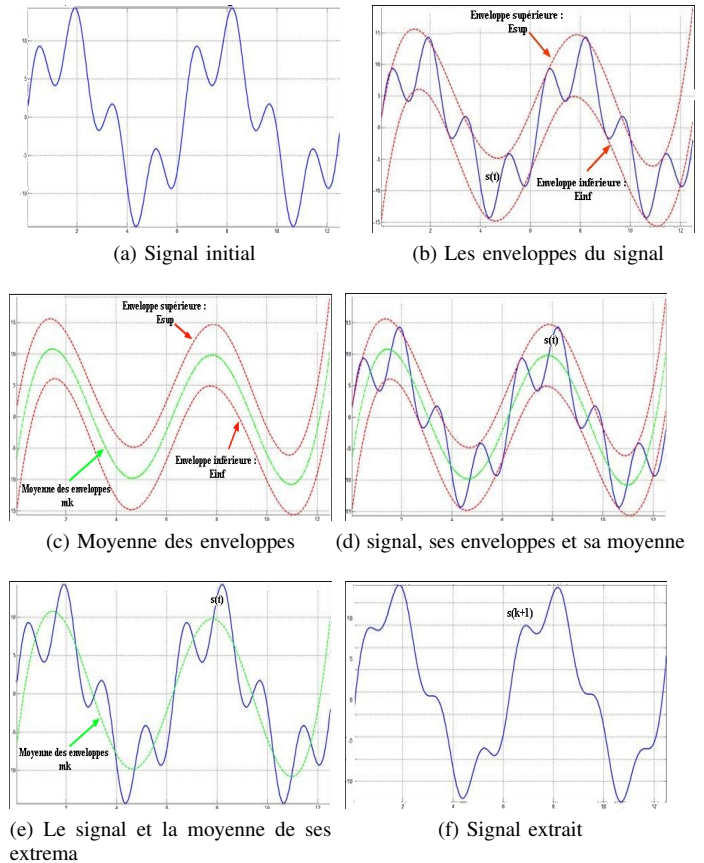 (a) Signal initial
Enveloppe supérieure :
Esup
s(t)
Enveloppe inférieure :
Einf
(b) Les enveloppes du signal
Enveloppe supérieure :
Esup
Enveloppe inférieure :
Einf
Moyenne des enveloppes
mk
(c) Moyenne des enveloppes
s(t)
(d) signal, ses enveloppes et sa moyenne
s(t)
Moyenne des enveloppes
mk
(e) Le signal et la moyenne de ses
extrema
s(k+1)
(f) Signal extrait